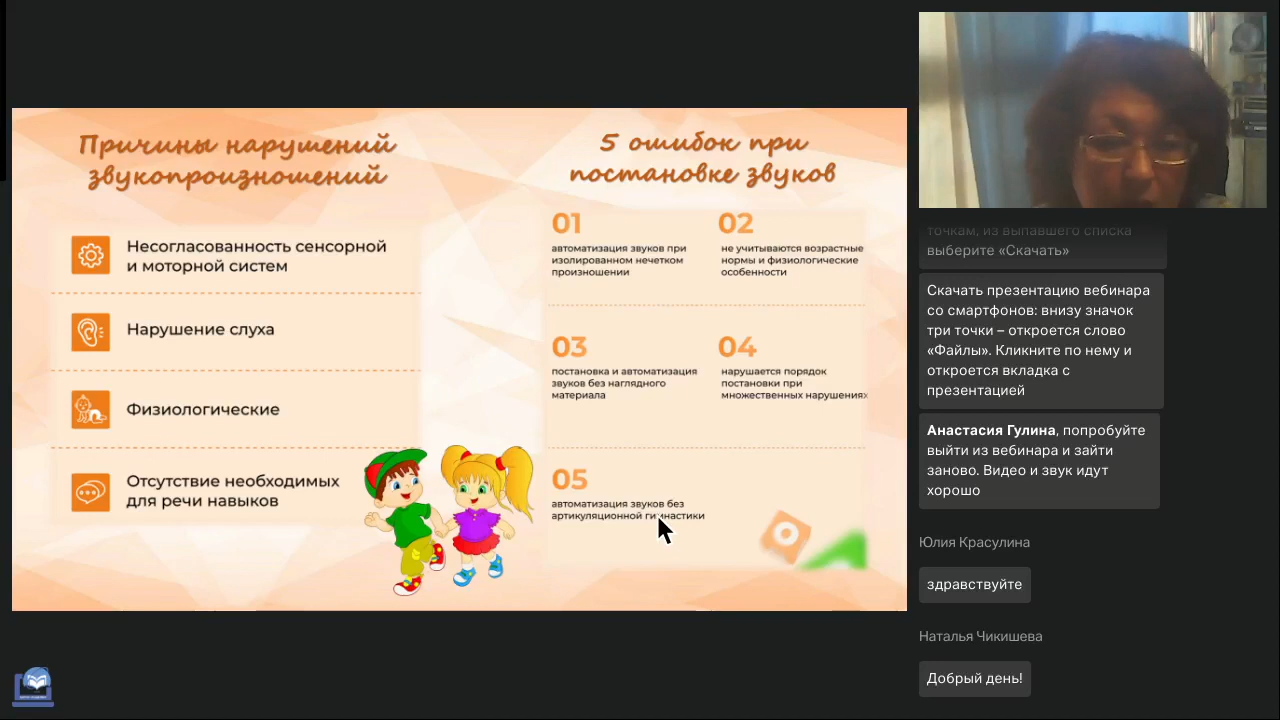 Причины нарушений
звукопроизношений
Несогласованность сенсорной
и моторной систем
Нарушение слуха
Физиологические
Отсутствие необходимых
для речи навыков
5 ошибок при
постановке звуков
01
автоматизация звуков при
изолированном нечетком
произношении
02
не учитываются возрастные
нормы и физиологические
особенности
03
постановка и автоматизация
звуков без наглядного
материала
04
нарушается порядок
постановки при
множественных нарушениях
05
автоматизация звуков без
артикуляционной гимнастики
точкам, из выпавшего списка
выберите «Скачать»
Скачать презентацию вебинара
со смартфонов: внизу значок
три точки – откроется слово
«Файлы». Кликните по нему и
откроется вкладка с
презентацией
Анастасия Гулина, попробуйте
выйти из вебинара и зайти
заново. Видео и звук идут
хорошо
Юлия Красулина
здравствуйте
Наталья Чикишева
Добрый день!